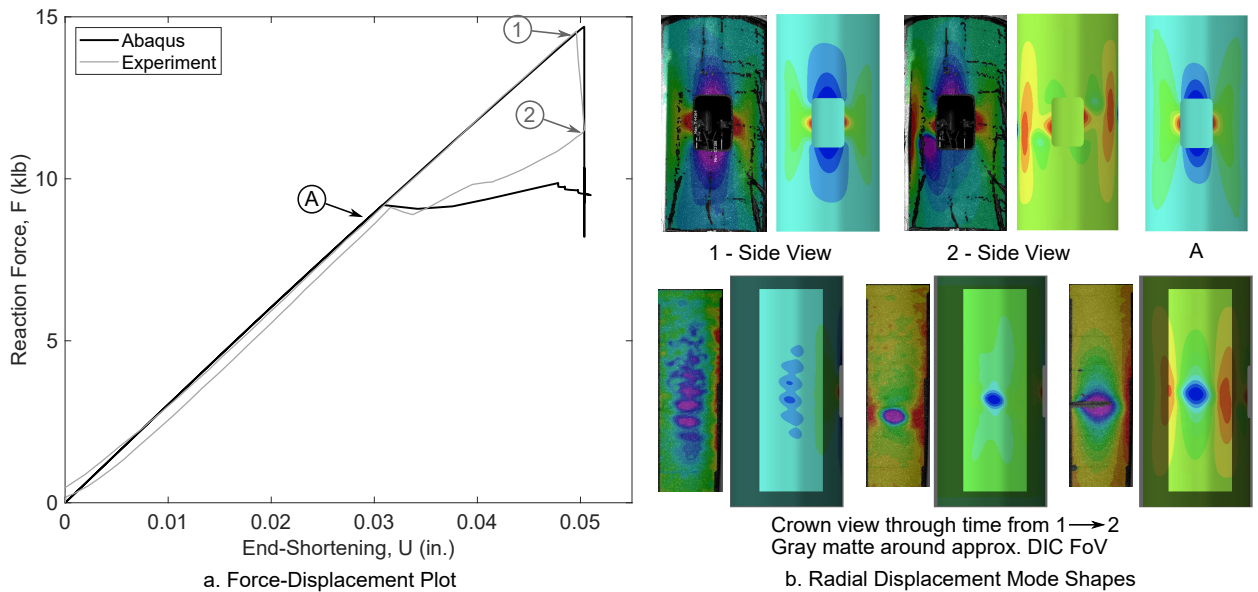 15
10
5
0
Reaction Force, F (klb)
Abaqus
Experiment
1
2
A
0
0.01
0.02
0.03
0.04
0.05
End-Shortening, U (in.)
a. Force-Displacement Plot
1 - Side View
2 - Side View
A
Crown view through time from 1→2
Gray matte around approx. DIC FoV
b. Radial Displacement Mode Shapes